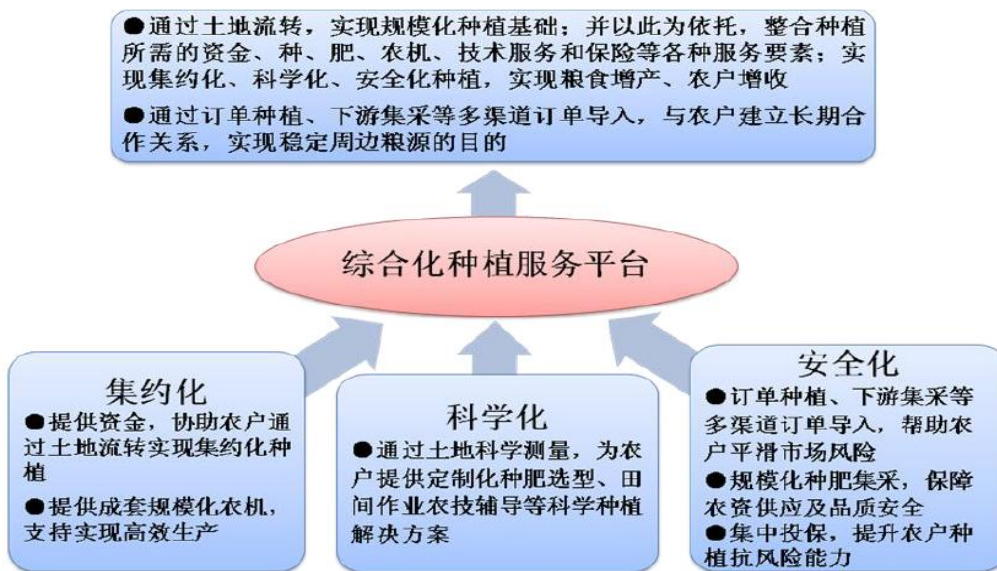 ●通过土地流转，实现规模化种植基础；并以此为依托，整合种植
所需的资金、种、肥、农机、技术服务和保险等各种服务要素；实
现集约化、科学化、安全化种植，实现粮食增产、农户增收
●通过订单种植、下游集采等多渠道订单导入，与农户建立长期合
作关系，实现稳定周边粮源的目的
综合化种植服务平台
集约化
●提供资金，协助农户通
过土地流转实现集约化种
植
●提供成套规模化农机，
支持实现高效生产
科学化
●通过土地科学测量，为农
户提供定制化种肥选型、田
间作业农技辅导等科学种植
解决方案
安全化
●订单种植、下游集采等
多渠道订单导入，帮助农
户平滑市场风险
●规模化种肥集采，保障
农资供应及品质安全
●集中投保，提升农户种
植抗风险能力